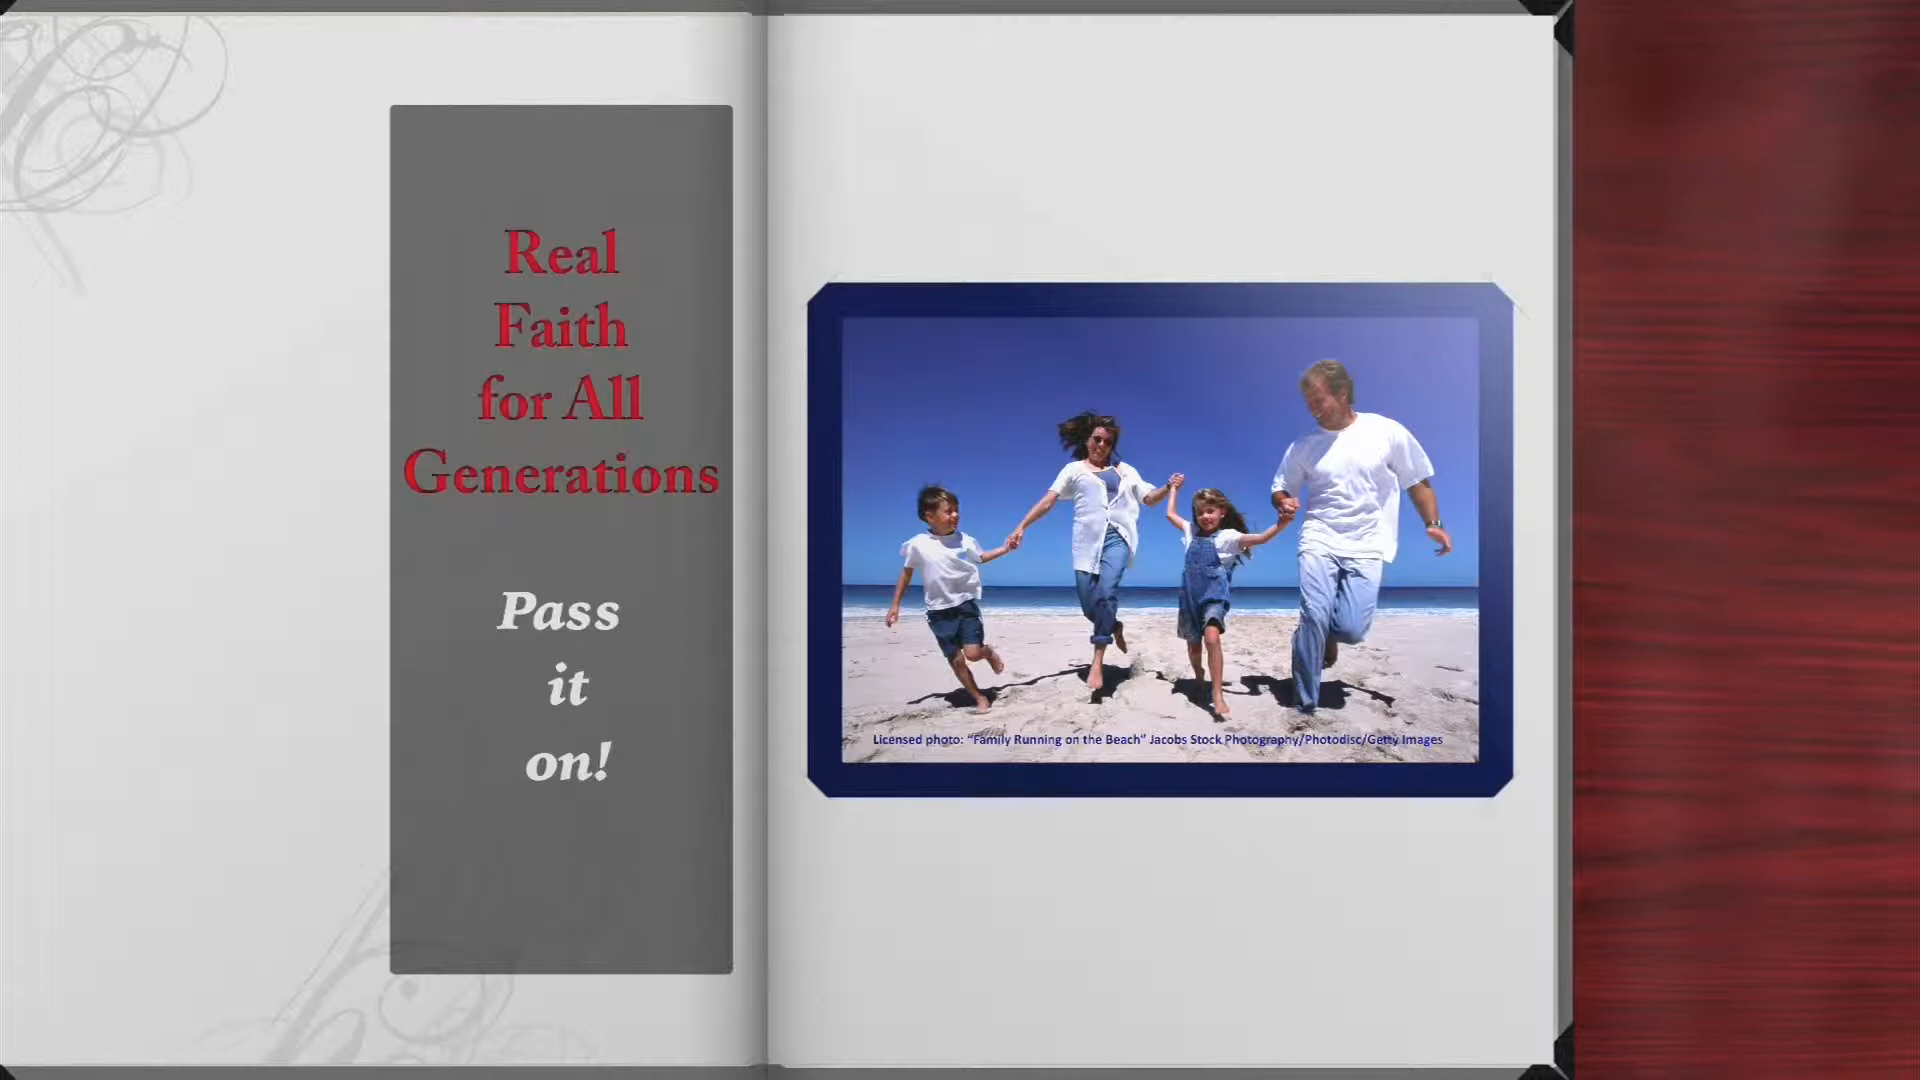 Real
Faith
for All
Generations
Pass
it
on!
Licensed photo: “Family Running on the Beach” Jacobs Stock Photography/Photodisc/Getty Images